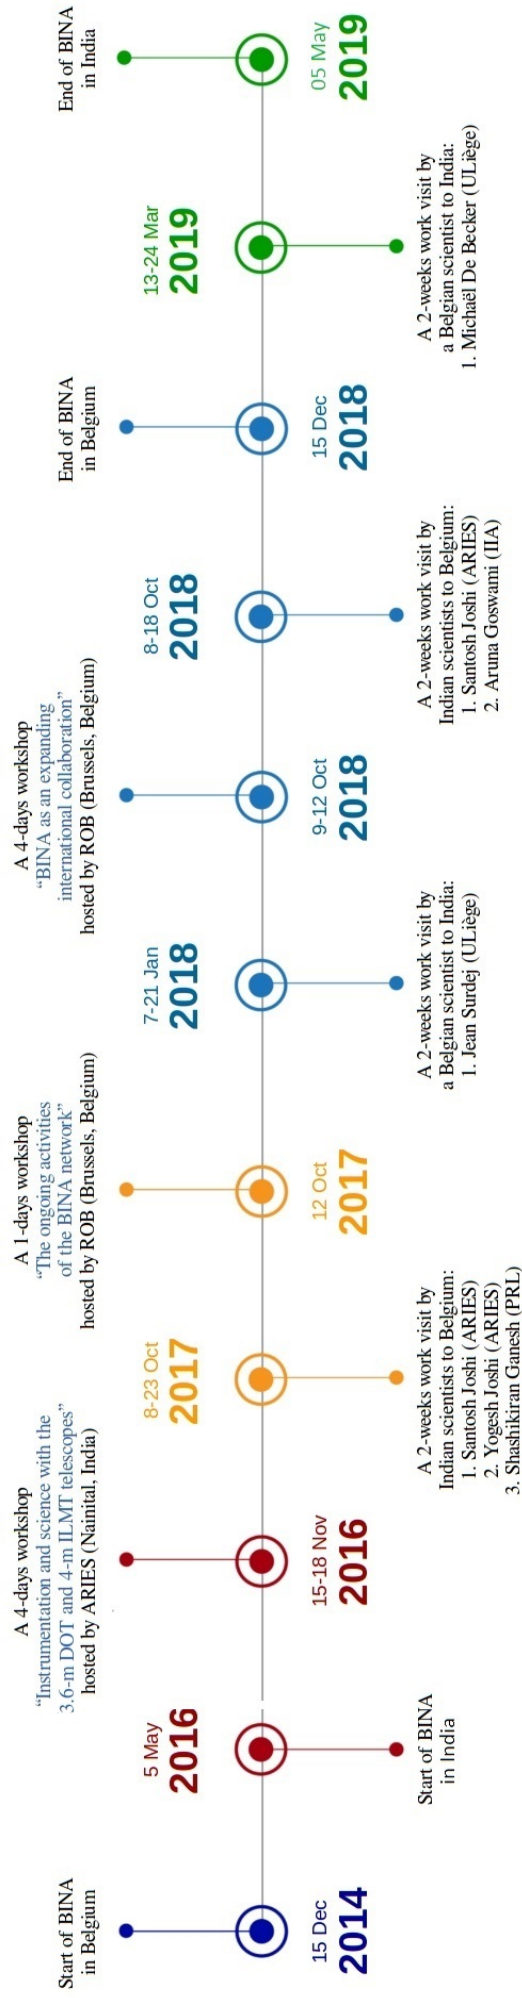 Start of BINA
in Belgium
15 Dec
2014
5 May
2016
Start of BINA
in India
A 4-days workshop
“Instrumentation and science with the
3.6-m DOT and 4-m ILMT telescopes”
hosted by ARIES (Nainital, India)
15-18 Nov
2016
8-23 Oct
2017
A 2-weeks work visit by
Indian scientists to Belgium:
1. Santosh Joshi (ARIES)
2. Yogesh Joshi (ARIES)
3. Shashikiran Ganesh (PRL)
A 1-days workshop
“The ongoing activities
of the BINA network”
hosted by ROB (Brussels, Belgium)
12 Oct
2017
7-21 Jan
2018
A 2-weeks work visit by
a Belgian scientist to India:
1. Jean Surdej (ULiège)
A 4-days workshop
“BINA as an expanding
international collaboration”
hosted by ROB (Brussels, Belgium)
9-12 Oct
2018
8-18 Oct
2018
A 2-weeks work visit by
Indian scientists to Belgium:
1. Santosh Joshi (ARIES)
2. Aruna Goswami (IIA)
End of BINA
in Belgium
15 Dec
2018
13-24 Mar
2019
A 2-weeks work visit by
a Belgian scientist to India:
1. Michaël De Becker (ULiège)
End of BINA
in India
05 May
2019